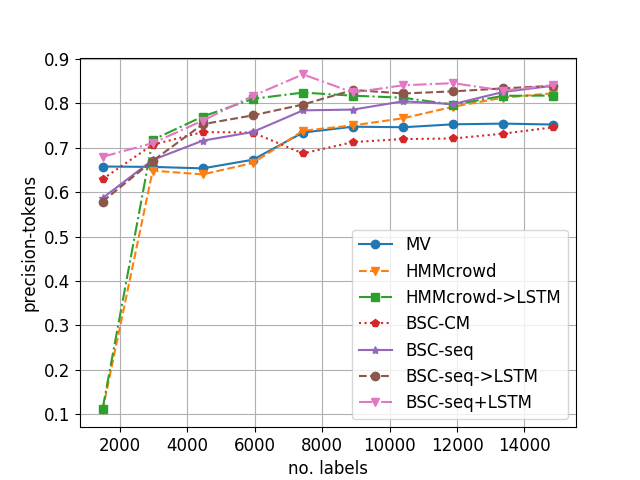 0.9
0.8
0.7
0.6
0.5
0.4
0.3
0.2
0.1
precision-tokens
MV
HMMcrowd
HMMcrowd->LSTM
BSC-CM
BSC-seq
BSC-seq->LSTM
BSC-seq+LSTM
2000 4000 6000 8000 10000 12000 14000
no. labels